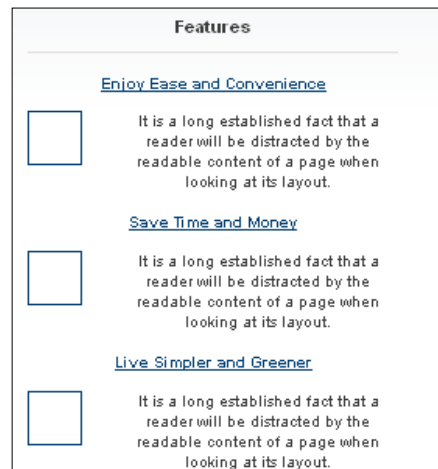 Features
Enjoy Ease and Convenience
It is a long established fact that a
reader will be distracted by the
readable content of a page when
looking at its layout.
Save Time and Money
It is a long established fact that a
reader will be distracted by the
readable content of a page when
looking at its layout.
Live Simpler and Greener
It is a long established fact that a
reader will be distracted by the
readable content of a page when
looking at its layout.